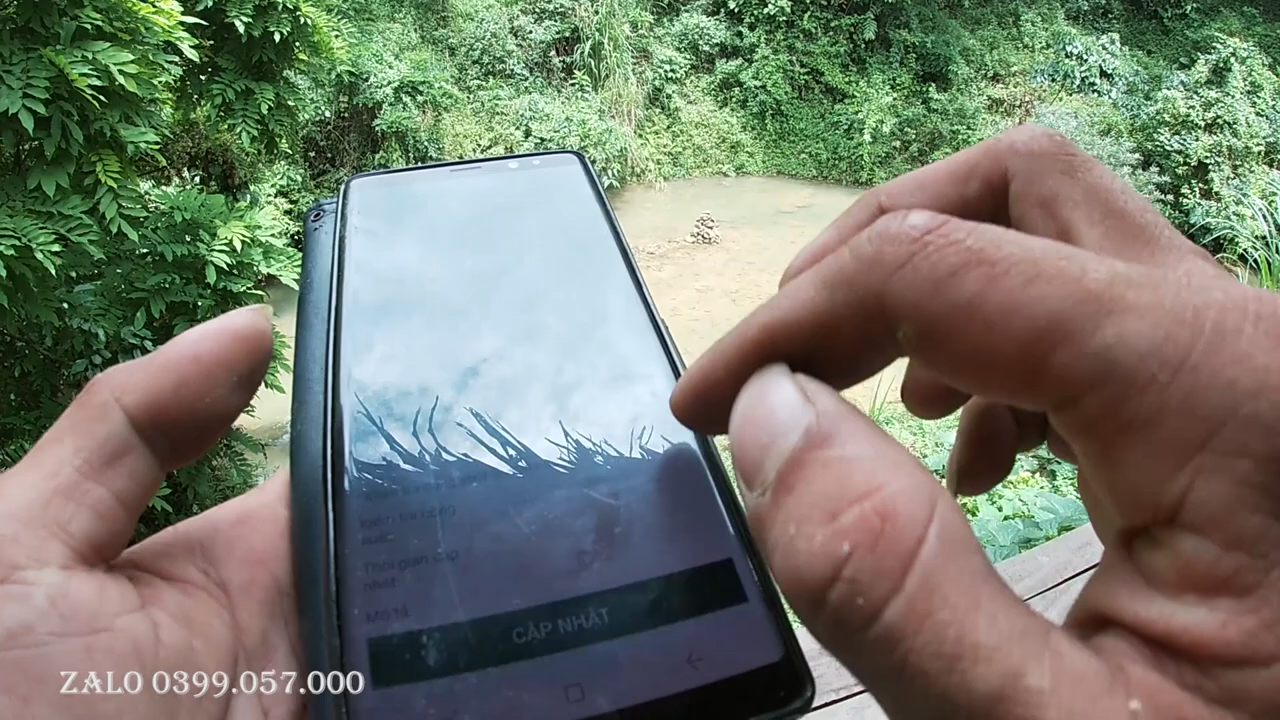 Thời gian cập
nhật
Mô tả
CẬP NHẬT
ZALO 0399.057.000